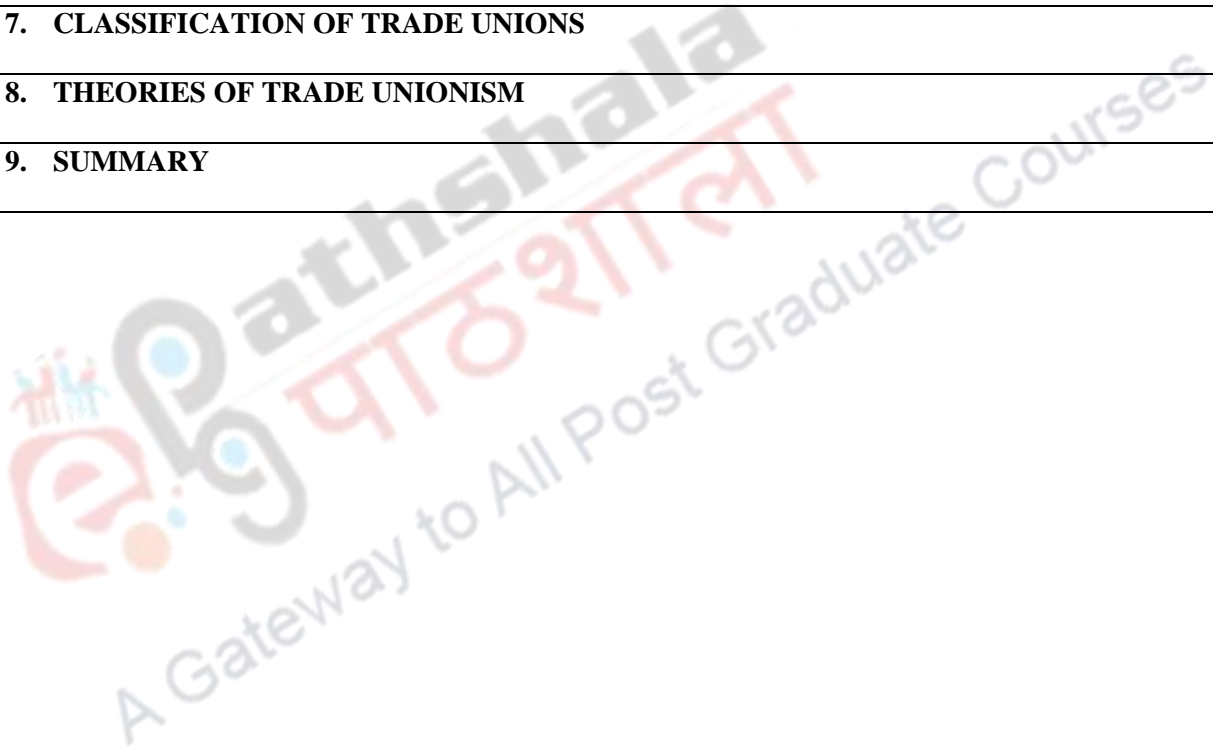 7. CLASSIFICATION OF TRADE UNIONS
8. THEORIES OF TRADE UNIONISM
9. SUMMARY
ePathshala
पाठशाला
A Gateway to All Post Graduate Courses